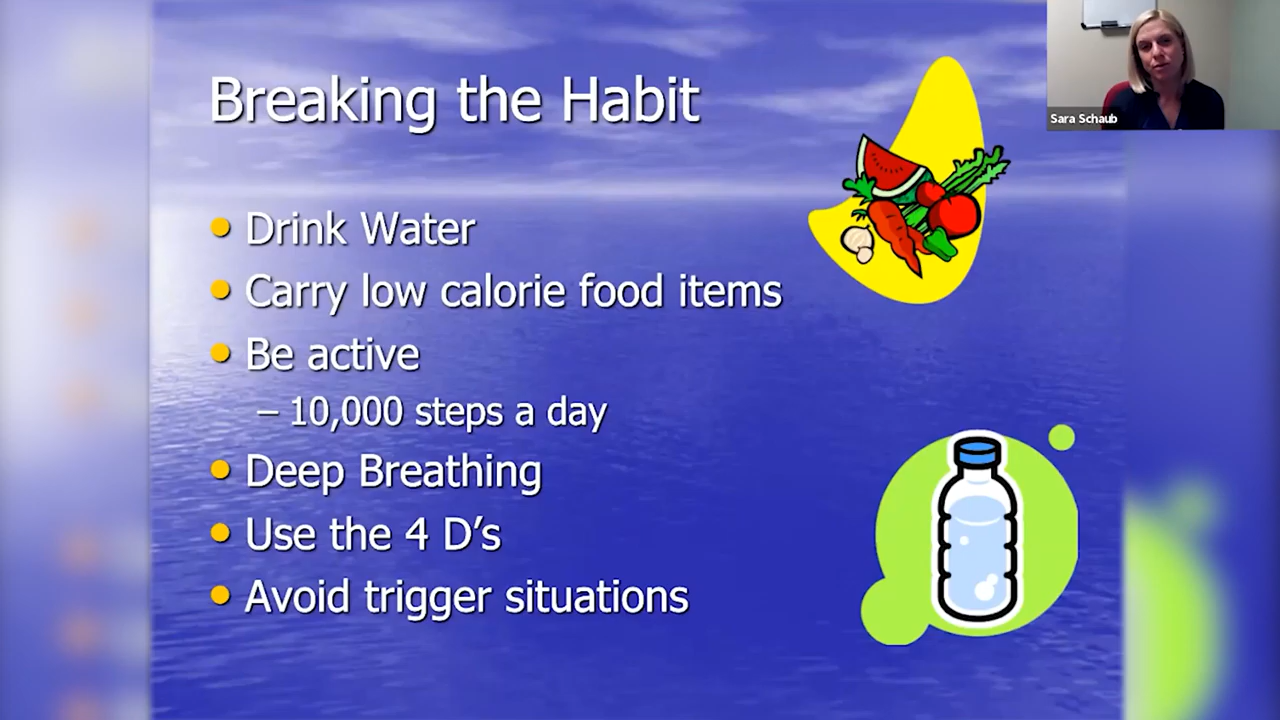 Breaking the Habit
Sara Schaub
Drink Water
Carry low calorie food items
Be active
– 10,000 steps a day
Deep Breathing
Use the 4 D’s
Avoid trigger situations